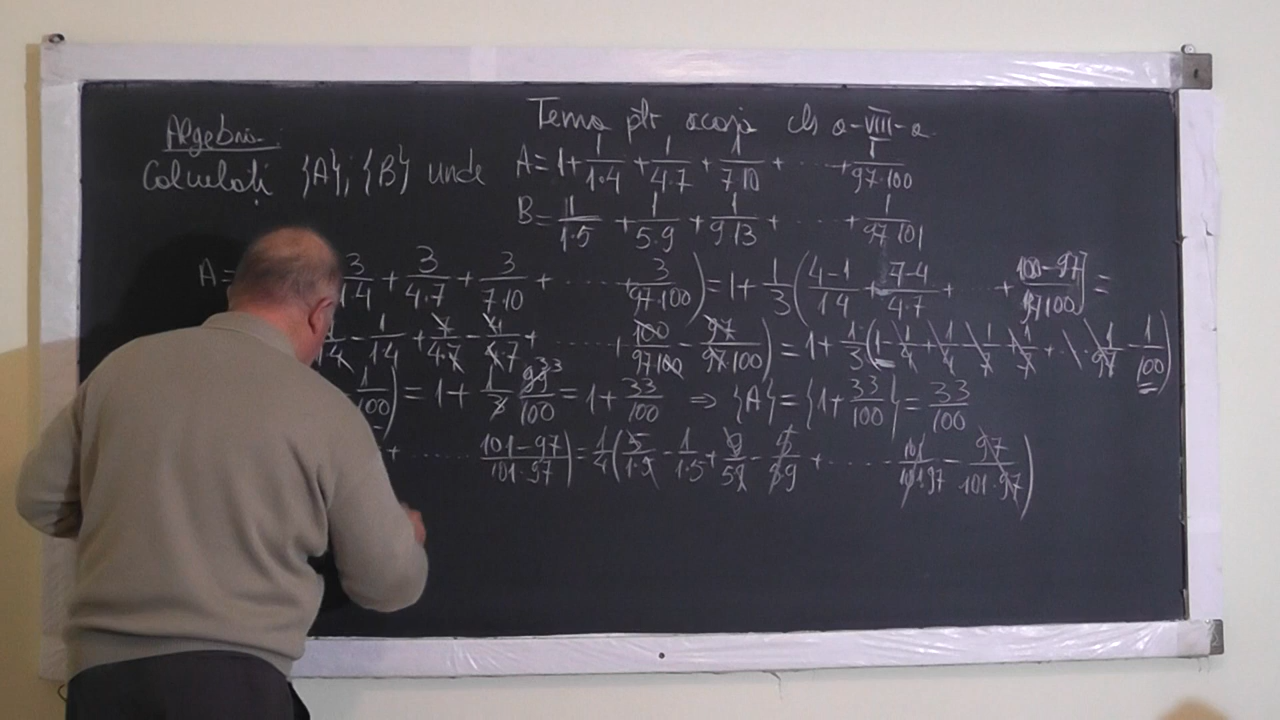 Algebra
Tema ptr acasă cls a-VIII-a
Calculați {A}; {B} unde A=1+1/1·4+1/4·7+1/7·10+......+1/97·100
B=1/1·5+1/5·9+1/9·13+......+1/97·101
A= 3/1·4+3/4·7+3/7·10+......+3/97·100)=1+1/3(4-1/1·4+7-4/4·7+......+100-97/97·100)=
-1/1·4+7/4·7-4/4·7+......+100/97·100-97/97·100)=1+1/3(1-1/4+1/4-1/7+1/7+...-1/97-1/100)
1/100)=1+1/3·99/100 33=1+33/100⇒{A}={1+33/100}=33/100
+......101-97/101·97)=1/4(5/1·5-1/1·5+9/5·9-5/5·9+......101/101·97-97/101·97)